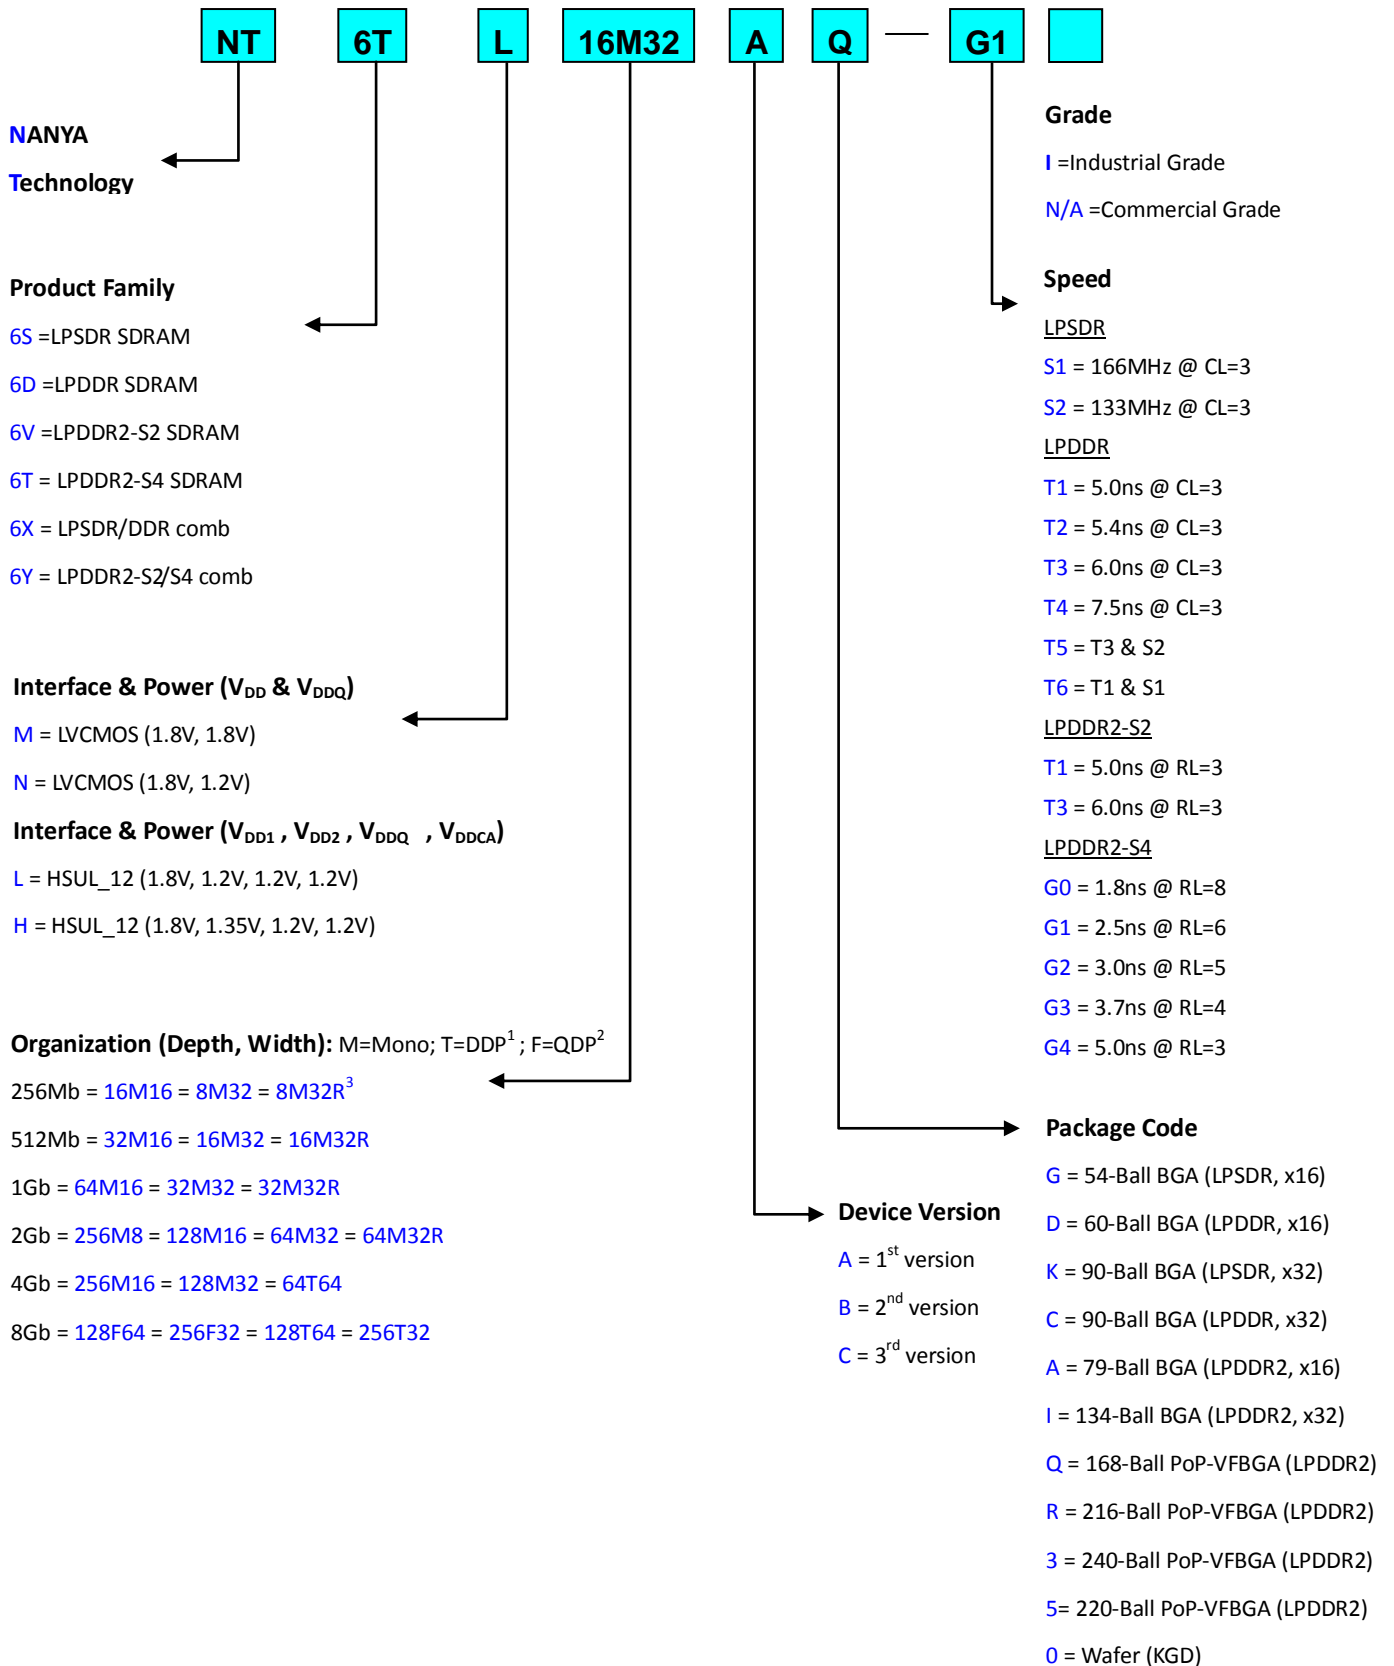 NT 6T L 16M32 A Q — G1
NANYA
Technology
Product Family
6S =LPSDR SDRAM
6D =LPDDR SDRAM
6V =LPDDR2-S2 SDRAM
6T = LPDDR2-S4 SDRAM
6X = LPSDR/DDR comb
6Y = LPDDR2-S2/S4 comb
Interface & Power (VDD & VDDQ)
M = LVCMOS (1.8V, 1.8V)
N = LVCMOS (1.8V, 1.2V)
Interface & Power (VDD1 , VDD2 , VDDQ , VDDCA)
L = HSUL_12 (1.8V, 1.2V, 1.2V, 1.2V)
H = HSUL_12 (1.8V, 1.35V, 1.2V, 1.2V)
Organization (Depth, Width): M=Mono; T=DDP1 ; F=QDP2
256Mb = 16M16 = 8M32 = 8M32R3
512Mb = 32M16 = 16M32 = 16M32R
1Gb = 64M16 = 32M32 = 32M32R
2Gb = 256M8 = 128M16 = 64M32 = 64M32R
4Gb = 256M16 = 128M32 = 64T64
8Gb = 128F64 = 256F32 = 128T64 = 256T32
Device Version
A = 1st version
B = 2nd version
C = 3rd version
Grade
I =Industrial Grade
N/A =Commercial Grade
Speed
LPSDR
S1 = 166MHz @ CL=3
S2 = 133MHz @ CL=3
LPDDR
T1 = 5.0ns @ CL=3
T2 = 5.4ns @ CL=3
T3 = 6.0ns @ CL=3
T4 = 7.5ns @ CL=3
T5 = T3 & S2
T6 = T1 & S1
LPDDR2-S2
T1 = 5.0ns @ RL=3
T3 = 6.0ns @ RL=3
LPDDR2-S4
G0 = 1.8ns @ RL=8
G1 = 2.5ns @ RL=6
G2 = 3.0ns @ RL=5
G3 = 3.7ns @ RL=4
G4 = 5.0ns @ RL=3
Package Code
G = 54-Ball BGA (LPSDR, x16)
D = 60-Ball BGA (LPDDR, x16)
K = 90-Ball BGA (LPSDR, x32)
C = 90-Ball BGA (LPDDR, x32)
A = 79-Ball BGA (LPDDR2, x16)
I = 134-Ball BGA (LPDDR2, x32)
Q = 168-Ball PoP-VFBGA (LPDDR2)
R = 216-Ball PoP-VFBGA (LPDDR2)
3 = 240-Ball PoP-VFBGA (LPDDR2)
5= 220-Ball PoP-VFBGA (LPDDR2)
0 = Wafer (KGD)